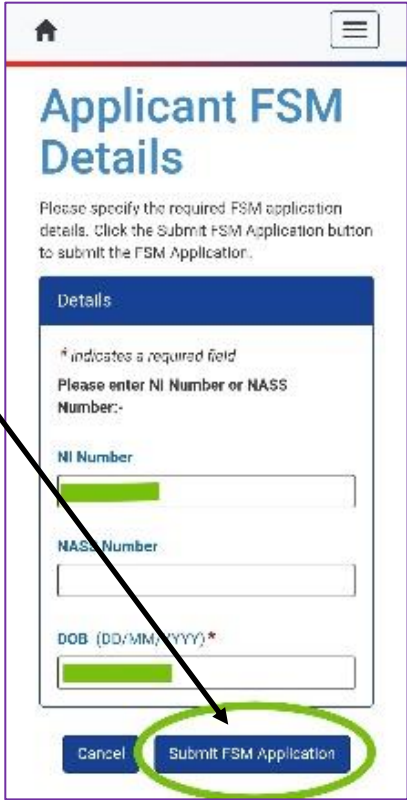 Applicant FSM
Details
Please specify the required FSM application
details. Click the Submit FSM Application button
to submit the FSM Application.
Details
* indicates a required field
Please enter NI Number or NASS
Number:-
NI Number
NASS Number
DOB (DD/MM/YYYY) *
Cancel
Submit FSM Application